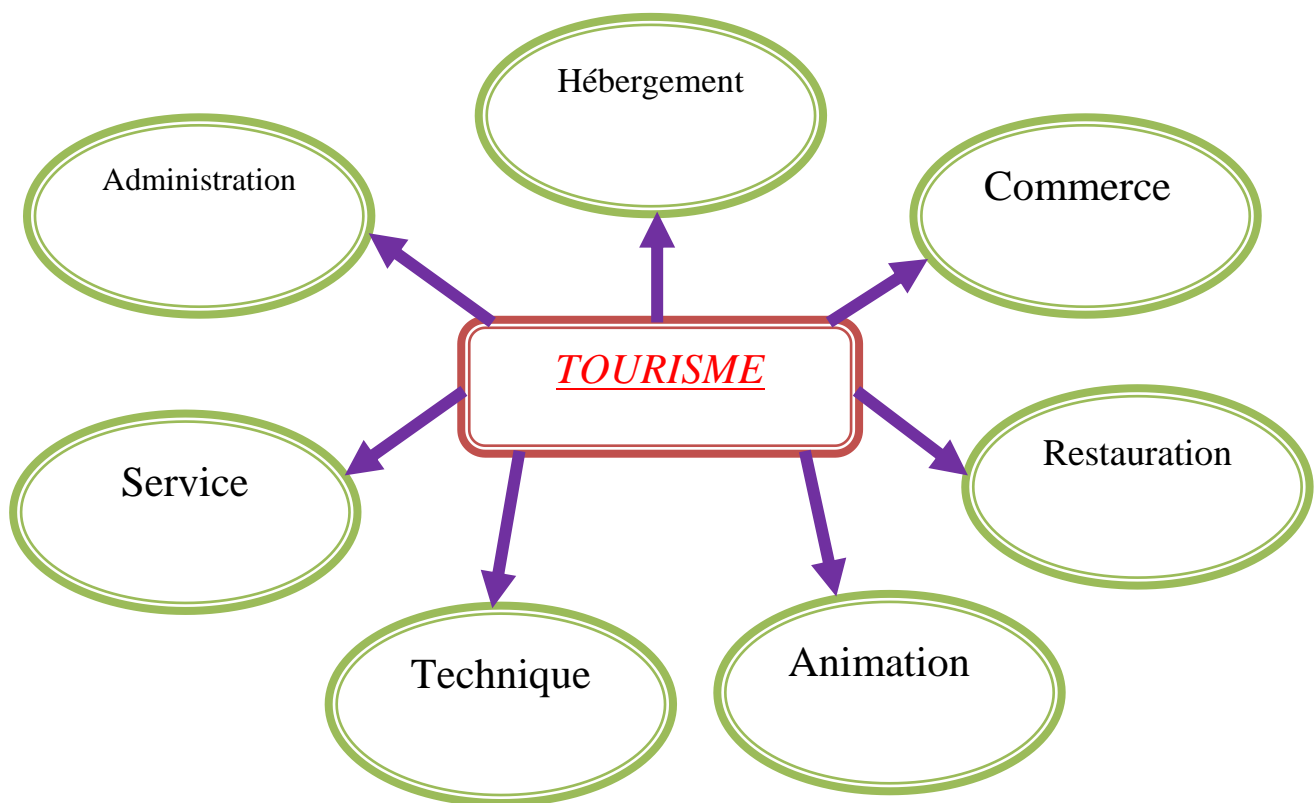 Hébergement
Administration
Commerce
TOURISME
Service
Restauration
Technique
Animation